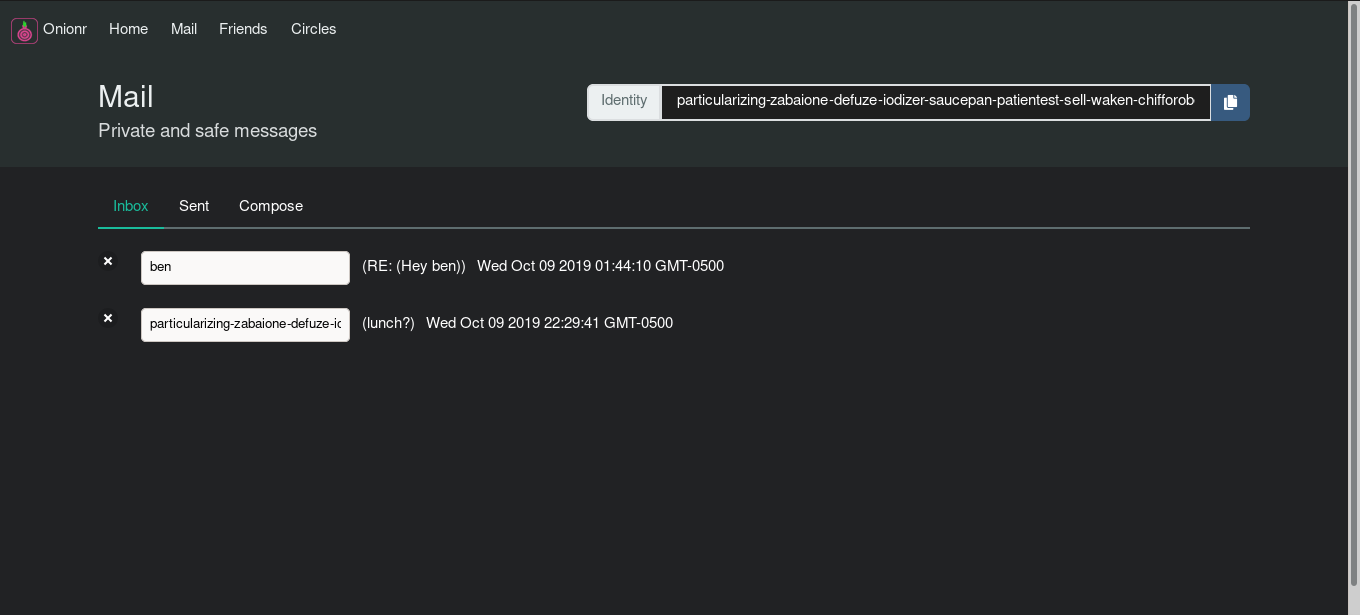 Onionr Home Mail Friends Circles
Mail
Private and safe messages
Identity particularizing-zabaione-defuze-iodizer-saucepan-patientest-sell-waken-chifforob
Inbox Sent Compose
ben (RE: (Hey ben)) Wed Oct 09 2019 01:44:10 GMT-0500
particularizing-zabaione-defuze-ic (lunch?) Wed Oct 09 2019 22:29:41 GMT-0500